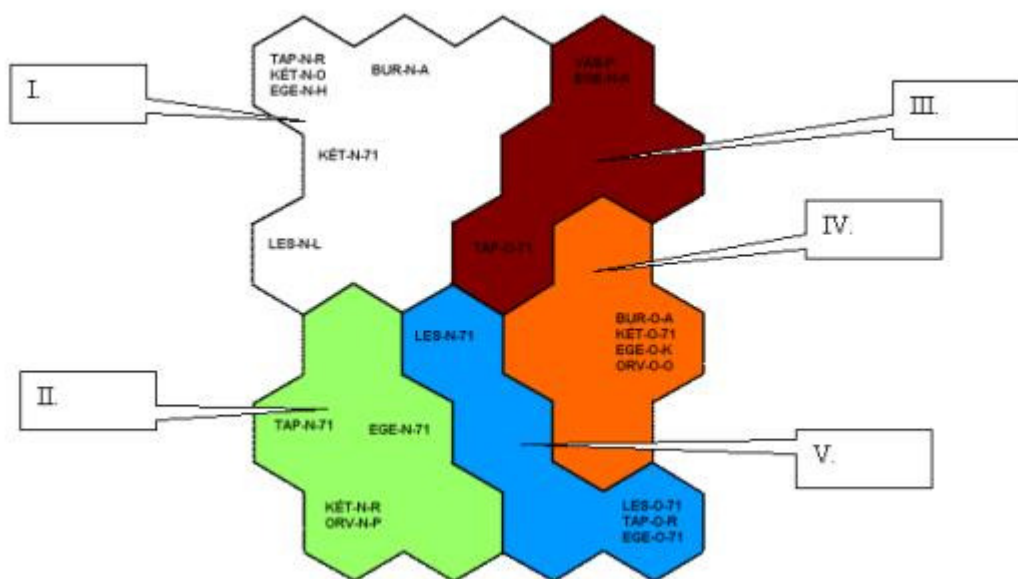 TAP-N-R
KÉT-N-O
EGE-N-H
BUR-N-A
I.
III.
KÉT-N-71
IV.
LES-N-L
TAP-O-71
BUR-O-A
KÉT-O-71
EGE-O-K
ORV-O-O
LES-N-71
II.
TAP-N-71
EGE-N-71
V.
KÉT-N-R
ORV-N-P
LES-O-71
TAP-O-R
EGE-O-71